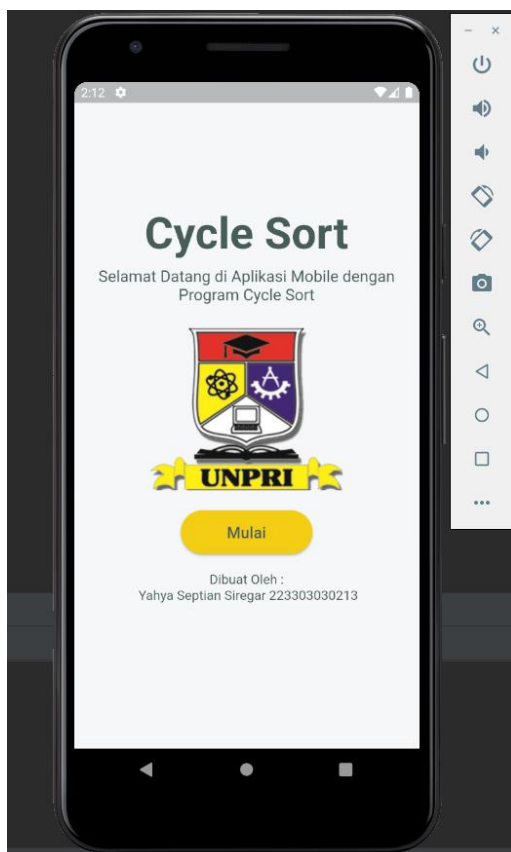 2:12
Cycle Sort
Selamat Datang di Aplikasi Mobile dengan
Program Cycle Sort
UNPRI
Mulai
Dibuat Oleh :
Yahya Septian Siregar 223303030213